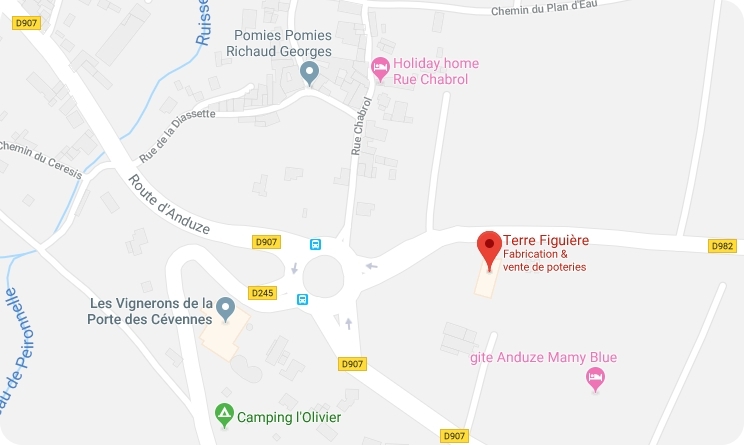 Chemin du Plan d'Eau
D907
Ruisse
Pomies Pomies
Richaud Georges
Holiday home
Rue Chabrol
Rue de la Diassette
Rue Chabrol
Chemin du Ceresis
Route d'Anduze
D907
Terre Figuière
Fabrication &
vente de poteries
D982
D245
Les Vignerons de la
Porte des Cévennes
eau de Peironnelle
D907
gite Anduze Mamy Blue
Camping l'Olivier
D907